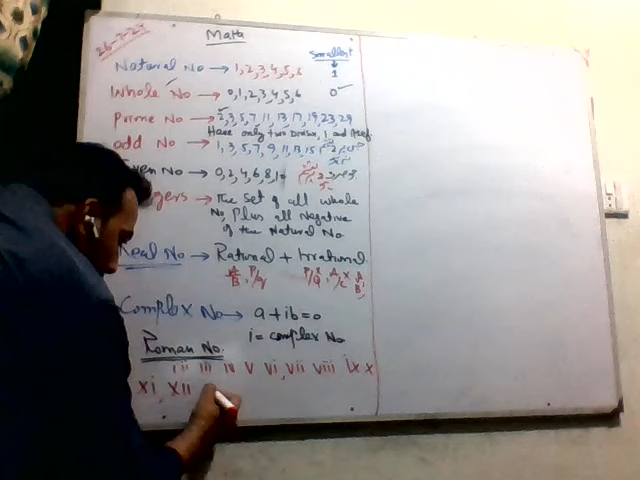 26-7-24
Math
Smallest
Natural No → 1,2,3,4,5,6
1
Whole No → 0,1,2,3,4,5,6
0
Prime No → 2,3,5,7,11,13,17,19,23,29
Have only two Divisor, 1 and itself
odd No → 1,3,5,7,9,11,13,15
Even No → 0,2,4,6,8,10
gers → The set of all whole
No, Plus all Negative
of the Natural No
Real No → Rational + Irrational
A/B, P/Q
Complex No → a + ib = 0
i = complex No
Roman No.
i ii iii iv v vi, vii viii ix x
xi, xii